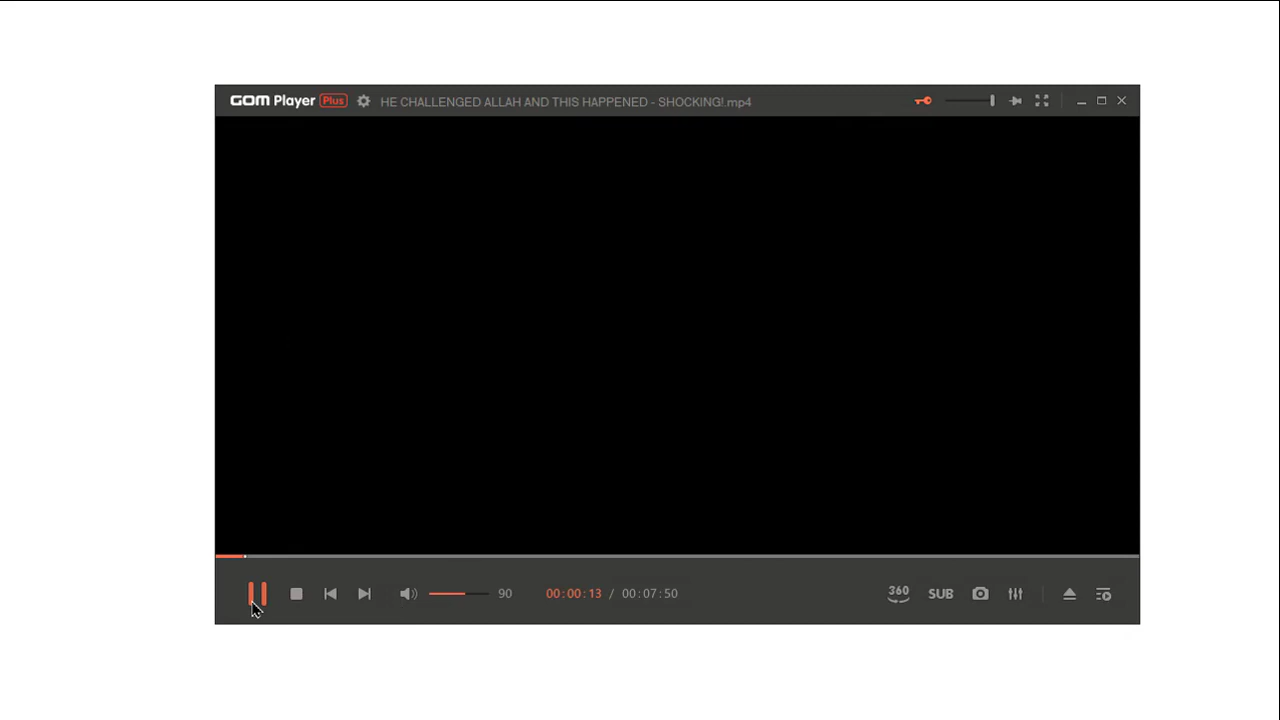 GOM Player Plus HE CHALLENGED ALLAH AND THIS HAPPENED - SHOCKING!.mp4
90 00:00:13 / 00:07:50 360 SUB